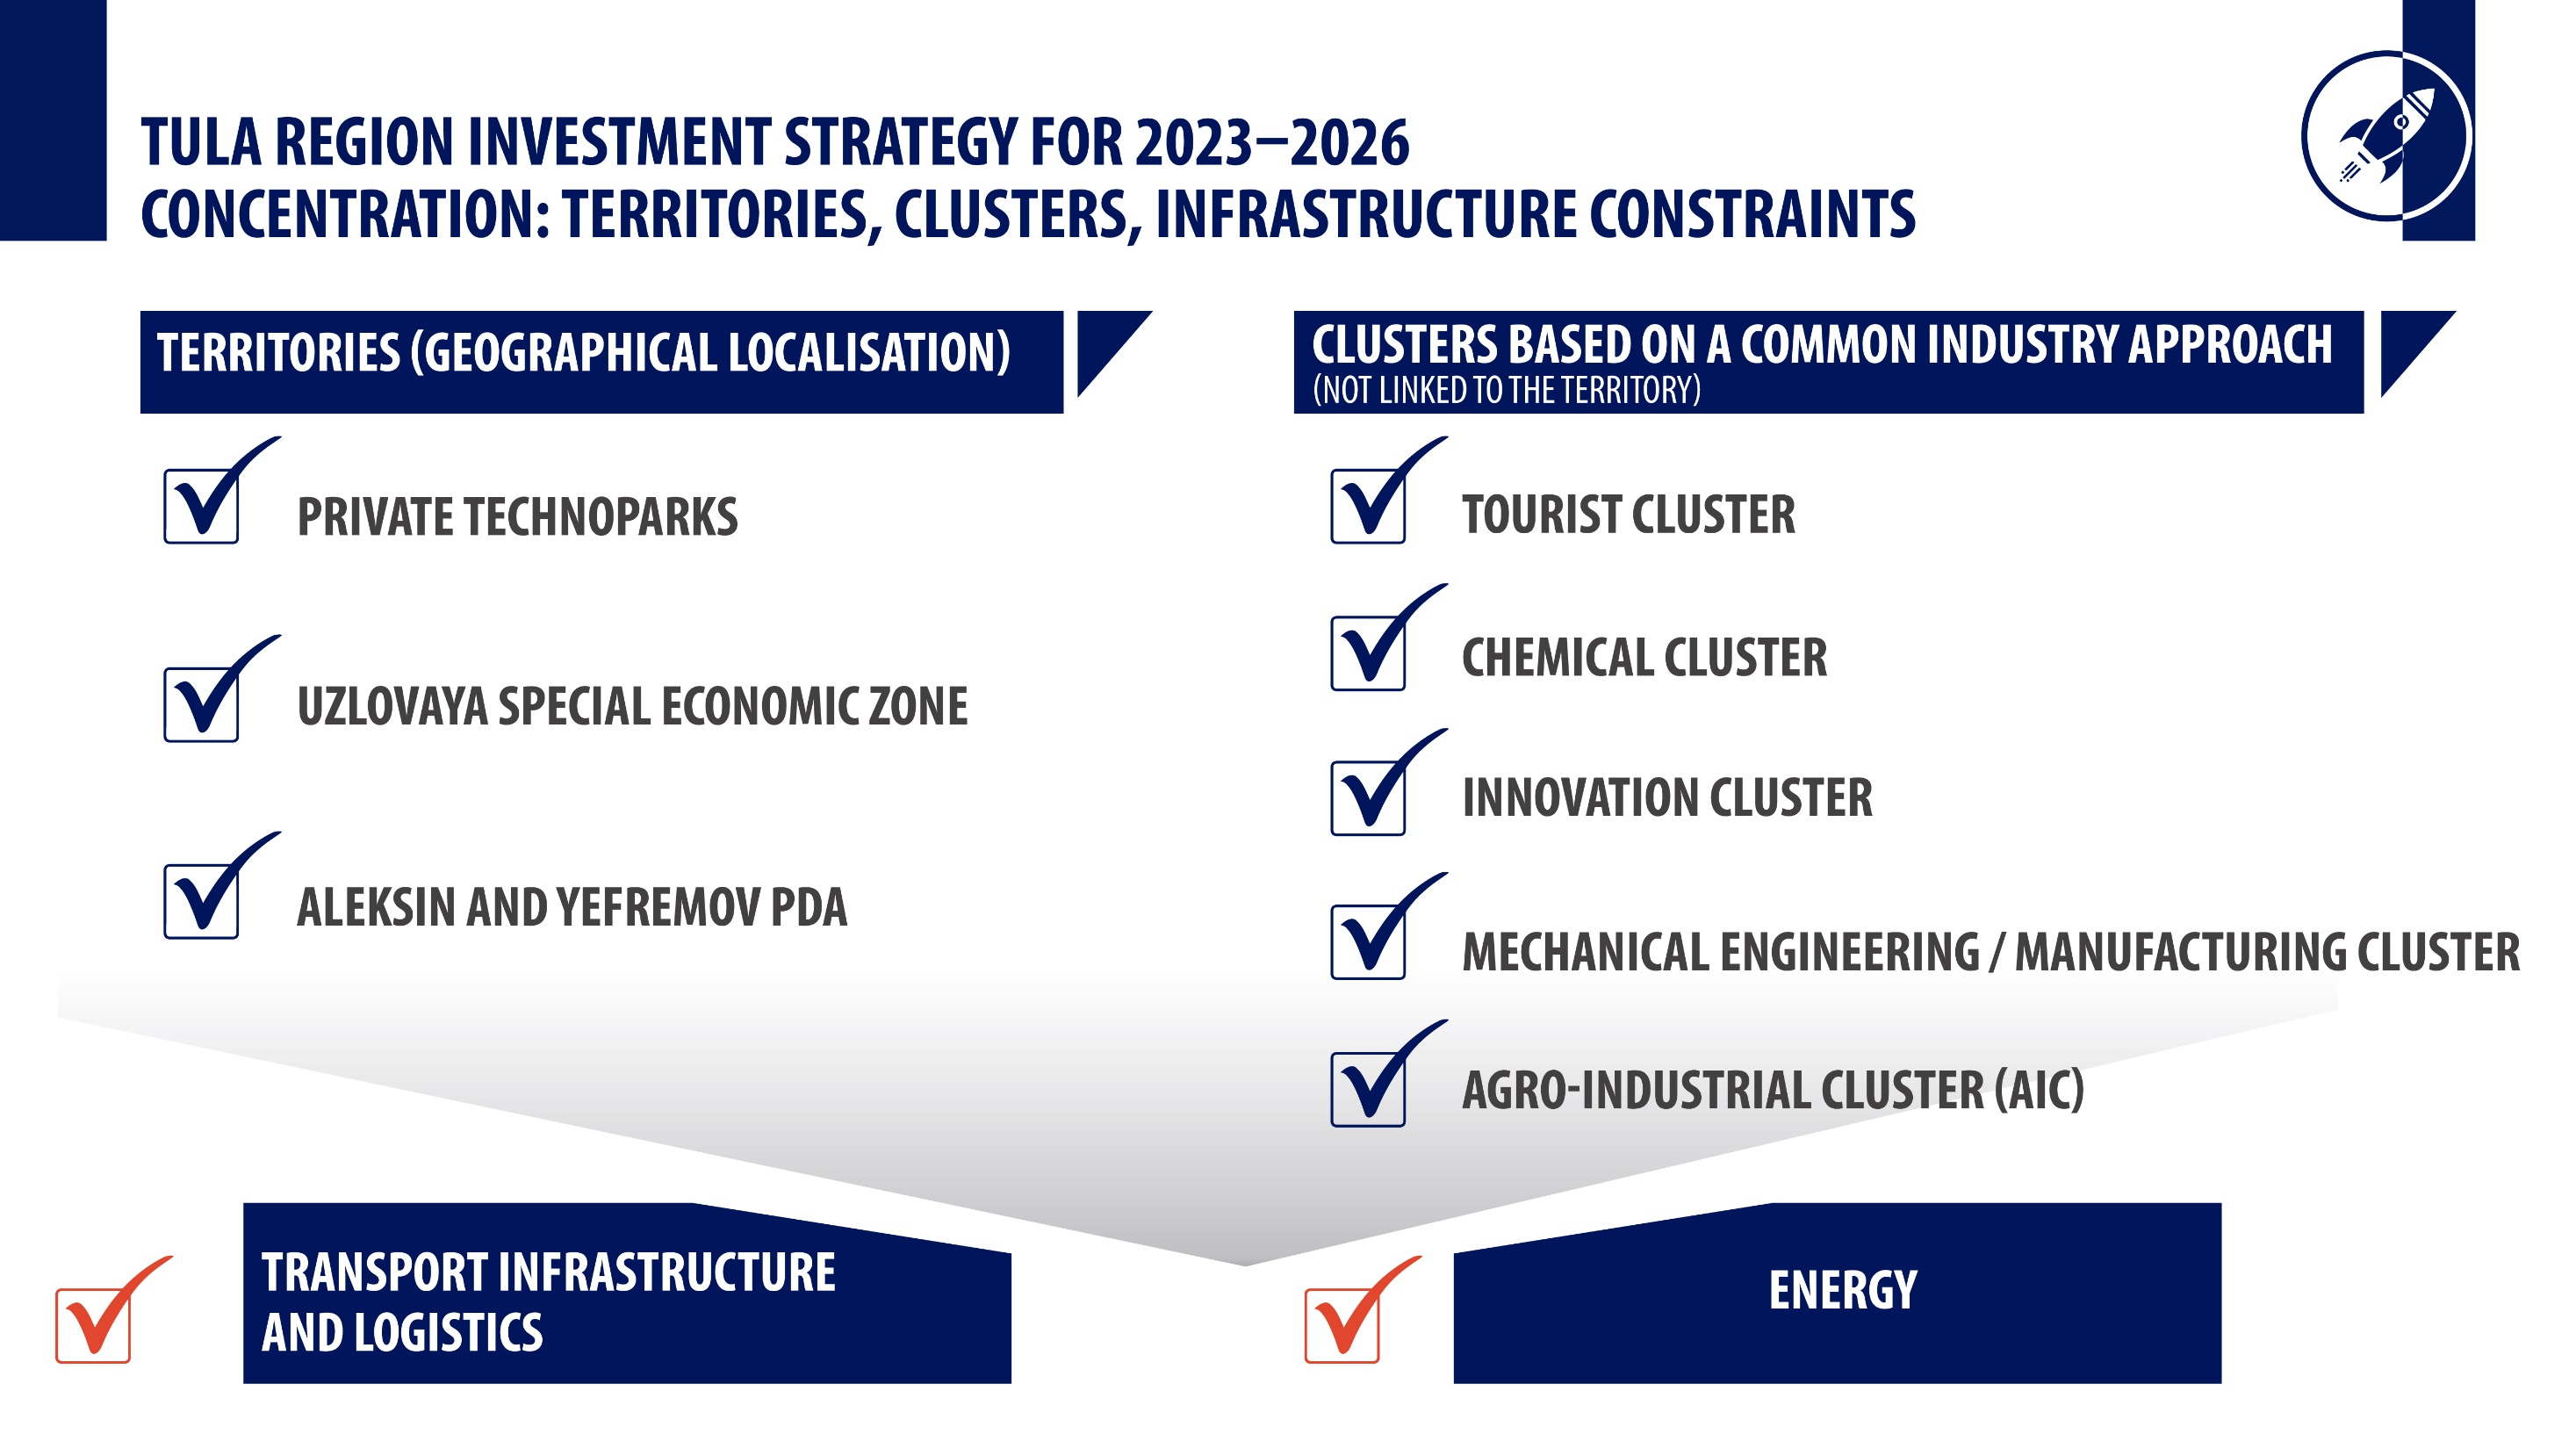 TULA REGION INVESTMENT STRATEGY FOR 2023–2026
CONCENTRATION: TERRITORIES, CLUSTERS, INFRASTRUCTURE CONSTRAINTS
TERRITORIES (GEOGRAPHICAL LOCALISATION)
PRIVATE TECHNOPARKS
UZLOVAYA SPECIAL ECONOMIC ZONE
ALEKSIN AND YEFREMOV PDA
CLUSTERS BASED ON A COMMON INDUSTRY APPROACH
(NOT LINKED TO THE TERRITORY)
TOURIST CLUSTER
CHEMICAL CLUSTER
INNOVATION CLUSTER
MECHANICAL ENGINEERING / MANUFACTURING CLUSTER
AGRO-INDUSTRIAL CLUSTER (AIC)
TRANSPORT INFRASTRUCTURE
AND LOGISTICS
ENERGY